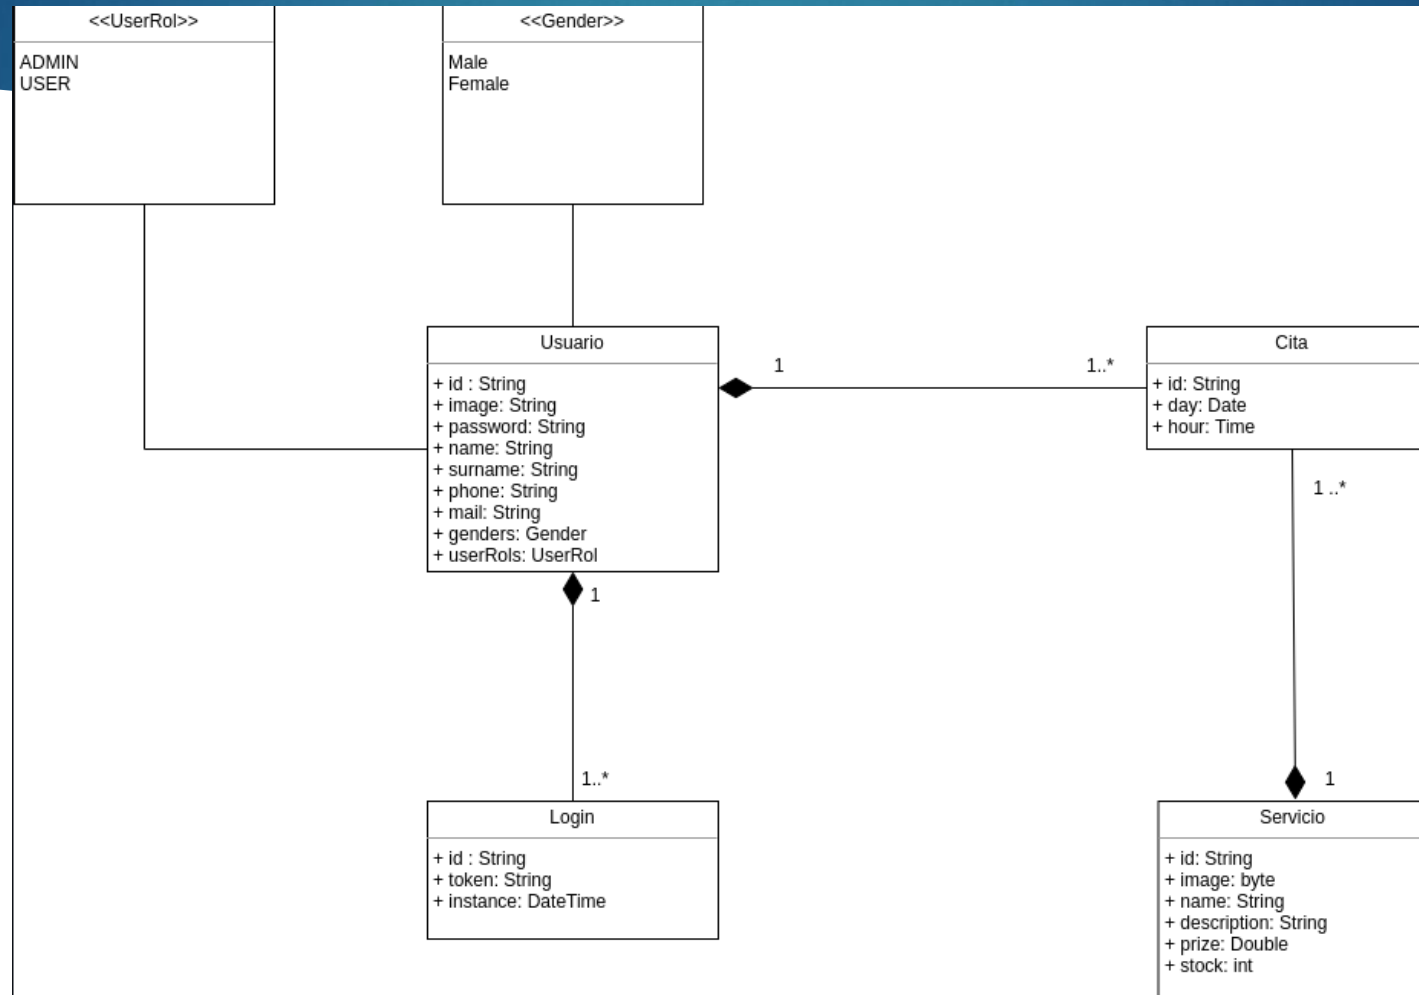 <<UserRol>>
ADMIN
USER
<<Gender>>
Male
Female
Usuario
+ id : String
+ image: String
+ password: String
+ name: String
+ surname: String
+ phone: String
+ mail: String
+ genders: Gender
+ userRols: UserRol
1
1..*
Cita
+ id: String
+ day: Date
+ hour: Time
1 ..*
1
1
1..*
Login
+ id : String
+ token: String
+ instance: DateTime
Servicio
+ id: String
+ image: byte
+ name: String
+ description: String
+ prize: Double
+ stock: int